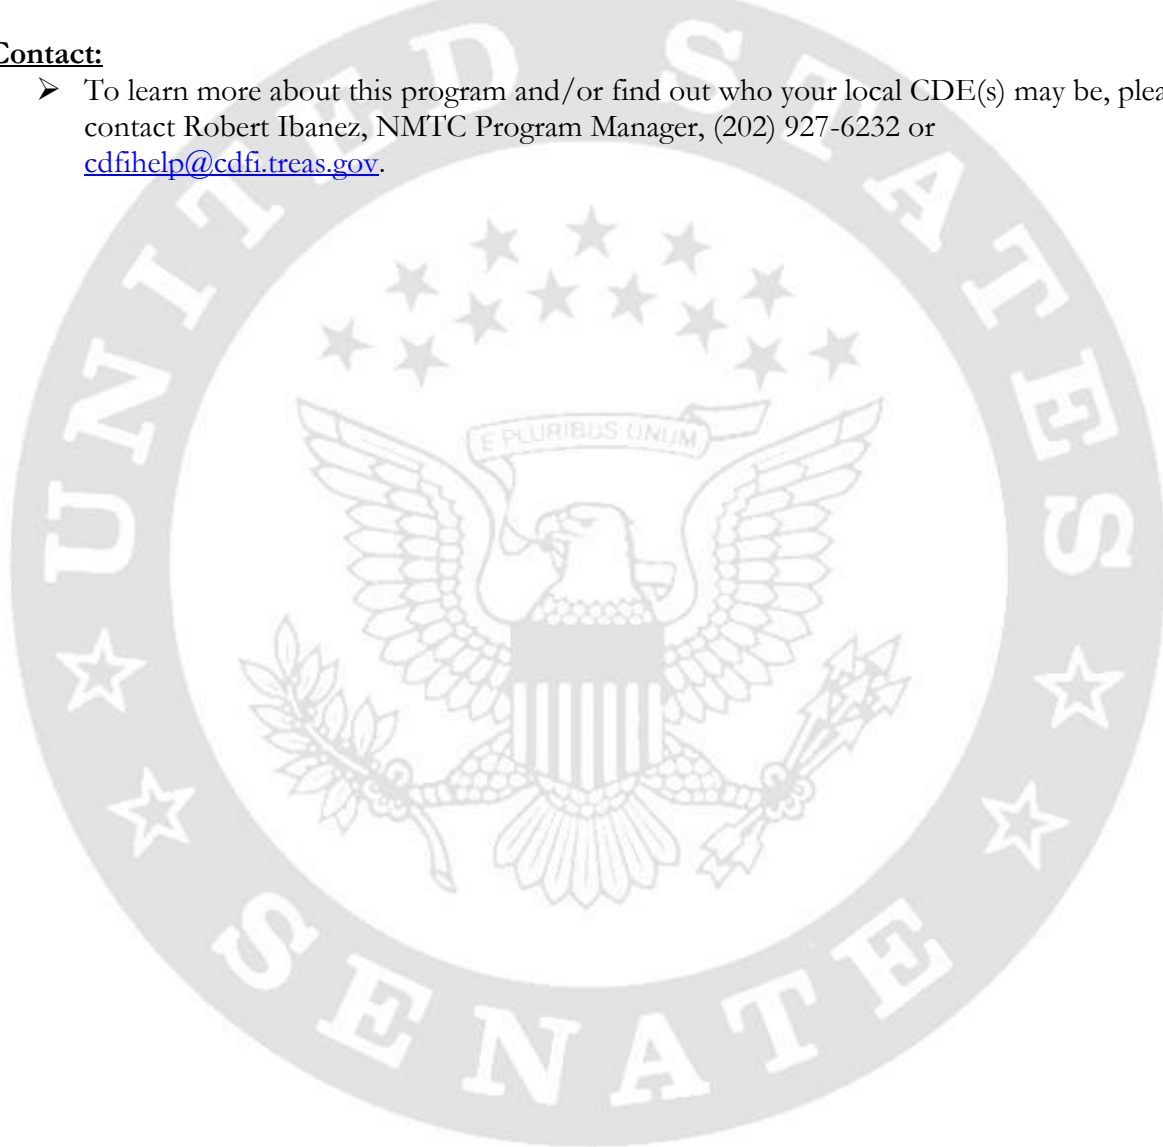 Contact:
➢ To learn more about this program and/or find out who your local CDE(s) may be, plea
contact Robert Ibanez, NMTC Program Manager, (202) 927-6232 or
cdfihelp@cdfi.treas.gov.
UNITED STATES
E PLURIBUS UNUM
SENATE